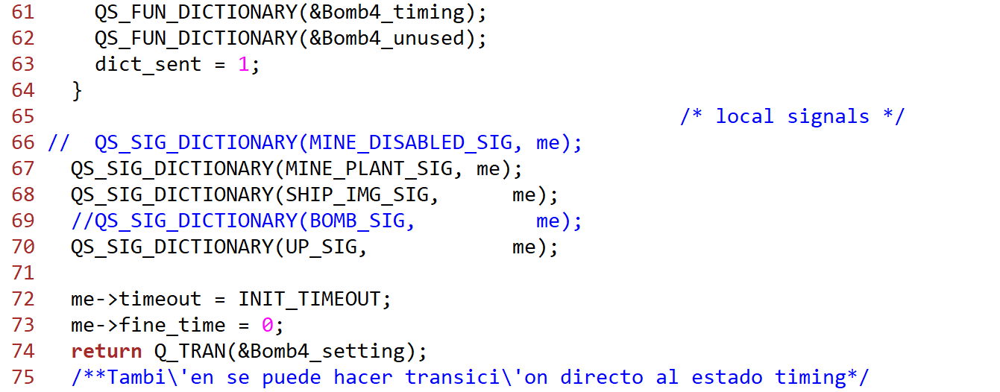 61     QS_FUN_DICTIONARY(&Bomb4_timing);
62     QS_FUN_DICTIONARY(&Bomb4_unused);
63     dict_sent = 1;
64   }
65                                                      /* local signals */
66 //  QS_SIG_DICTIONARY(MINE_DISABLED_SIG, me);
67   QS_SIG_DICTIONARY(MINE_PLANT_SIG, me);
68   QS_SIG_DICTIONARY(SHIP_IMG_SIG,      me);
69   //QS_SIG_DICTIONARY(BOMB_SIG,          me);
70   QS_SIG_DICTIONARY(UP_SIG,            me);
71
72   me->timeout = INIT_TIMEOUT;
73   me->fine_time = 0;
74   return Q_TRAN(&Bomb4_setting);
75   /**Tambi\'en se puede hacer transici\'on directo al estado timing*/